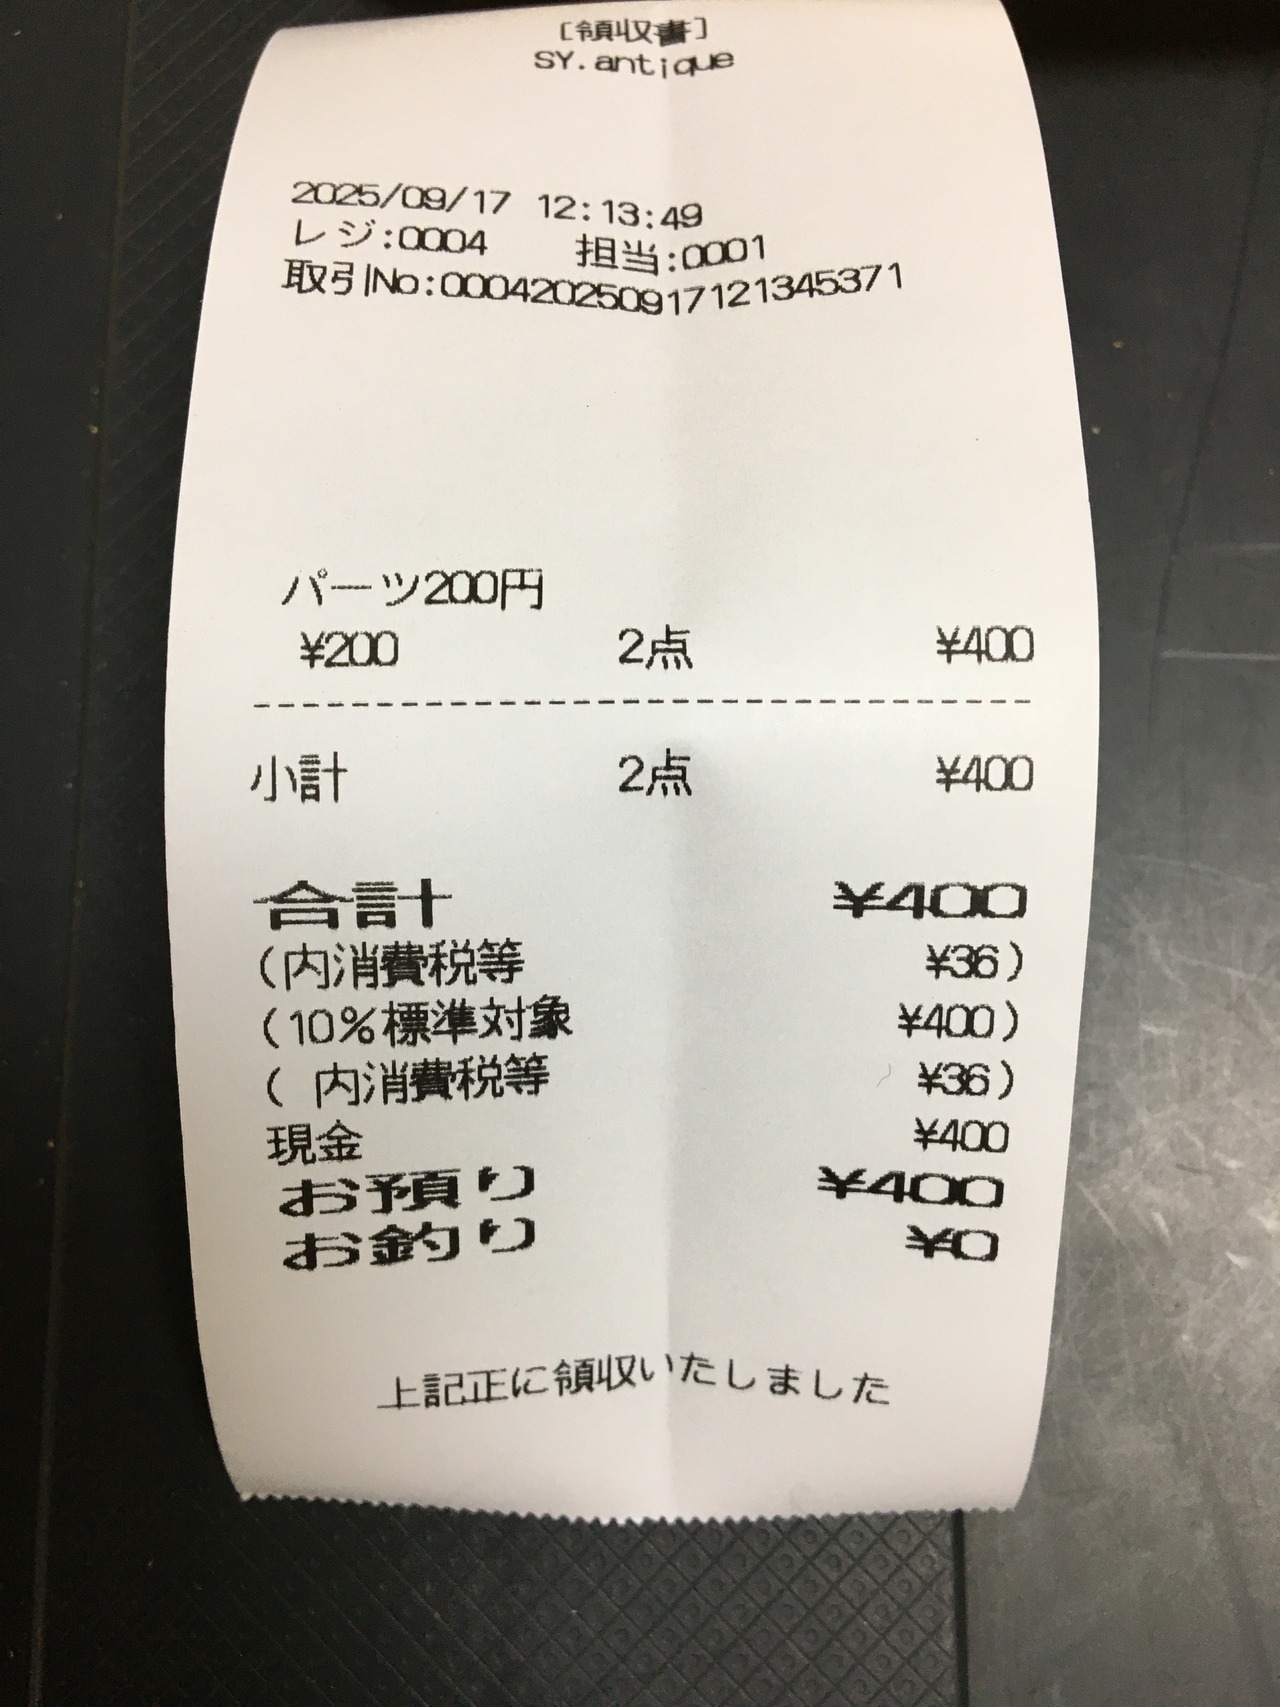 [領収書]
SY.antique
2025/09/17 12:13:49
レジ:0004 担当:0001
取引No:000420250917121345371
パーツ200円
¥200 2点 ¥400
小計 2点 ¥400
合計 ¥400
(内消費税等 ¥36)
(10%標準対象 ¥400)
( 内消費税等 ¥36)
現金 ¥400
お預り ¥400
お釣り ¥0
上記正に領収いたしました